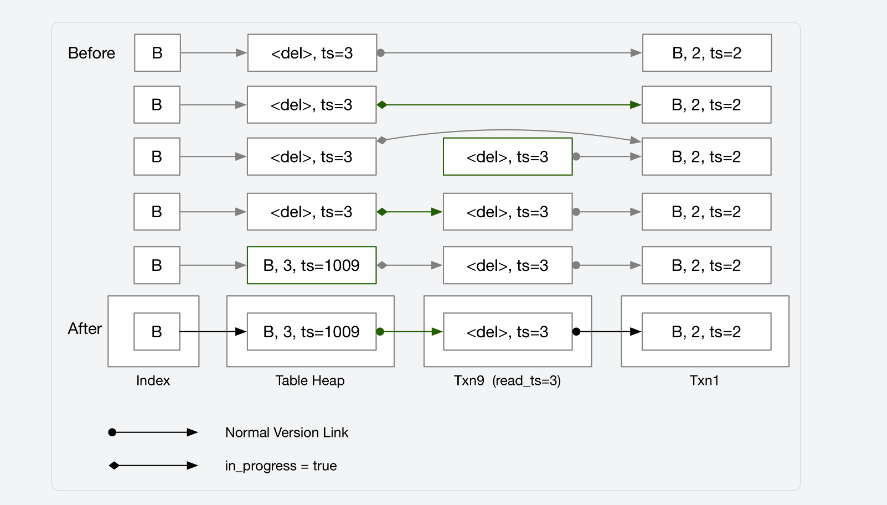 Before B <del>, ts=3 B, 2, ts=2
B <del>, ts=3 B, 2, ts=2
B <del>, ts=3 <del>, ts=3 B, 2, ts=2
B <del>, ts=3 <del>, ts=3 B, 2, ts=2
B B, 3, ts=1009 <del>, ts=3 B, 2, ts=2
After B B, 3, ts=1009 <del>, ts=3 B, 2, ts=2
Index Table Heap Txn9 (read_ts=3) Txn1
Normal Version Link
in_progress = true